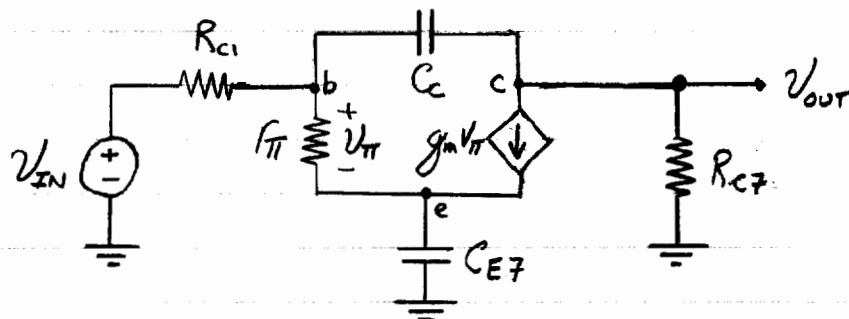 R_C1
b
C_C
c
V_OUT
V_IN
+
-
r_π
+
V_π
-
g_m V_π
R_C7
e
C_E7